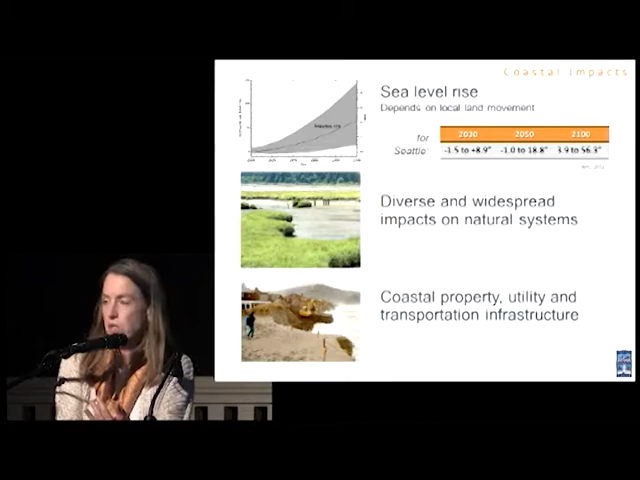 Coastal Impacts
Sea level rise
Depends on local land movement
for
Seattle:
2030 2050 2100
-1.5 to +8.9" -1.0 to 18.8" 3.9 to 56.3"
Diverse and widespread
impacts on natural systems
Coastal property, utility and
transportation infrastructure